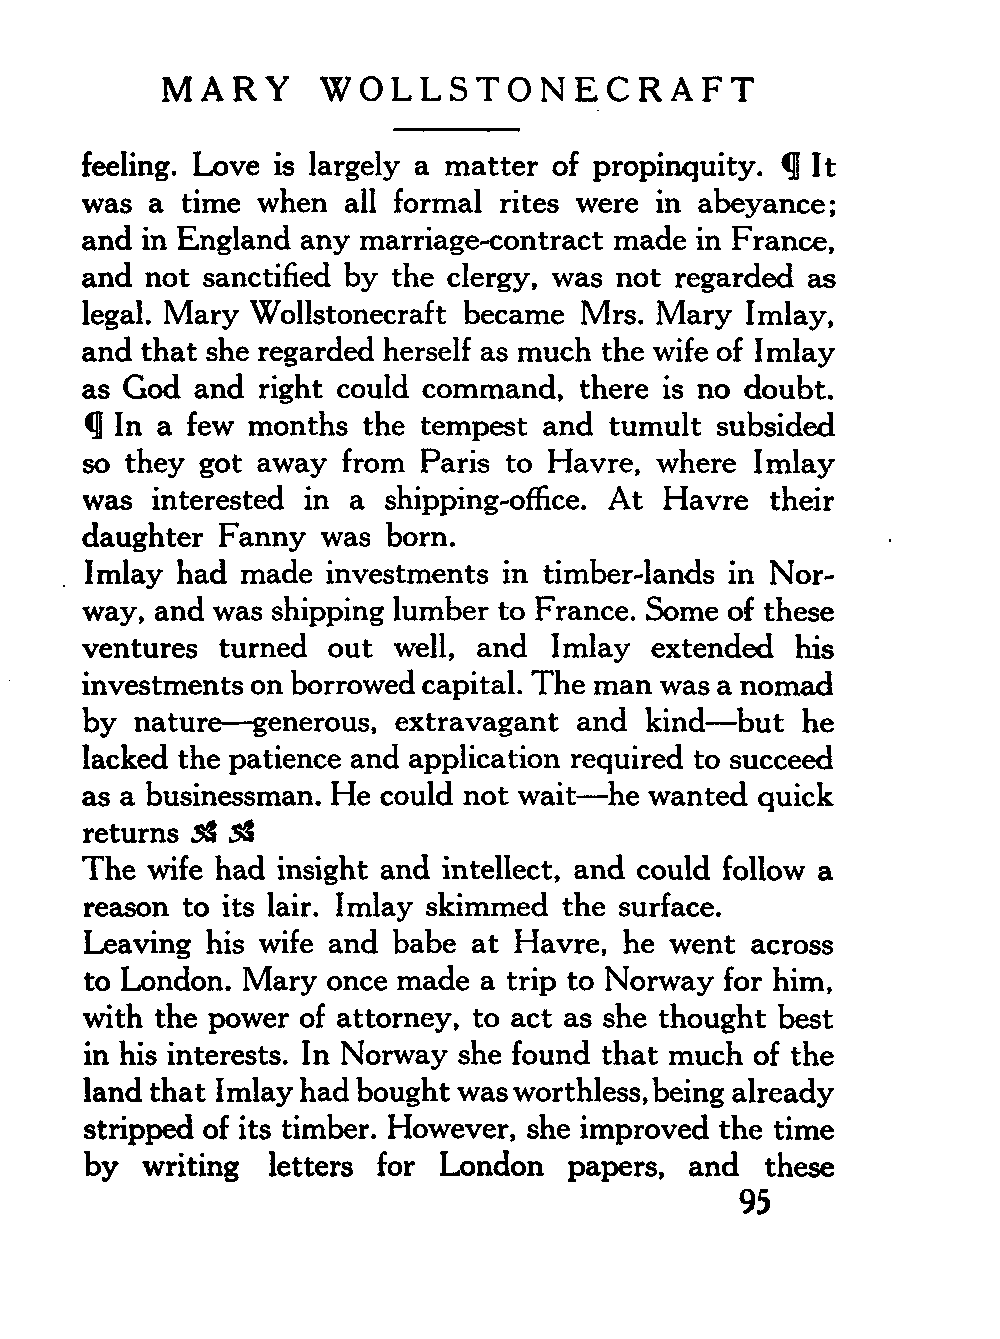 MARY WOLLSTONECRAFT
feeling. Love is largely a matter of propinquity. ¶ It
was a time when all formal rites were in abeyance;
and in England any marriage-contract made in France,
and not sanctified by the clergy, was not regarded as
legal. Mary Wollstonecraft became Mrs. Mary Imlay,
and that she regarded herself as much the wife of Imlay
as God and right could command, there is no doubt.
¶ In a few months the tempest and tumult subsided
so they got away from Paris to Havre, where Imlay
was interested in a shipping-office. At Havre their
daughter Fanny was born.
Imlay had made investments in timber-lands in Nor-
way, and was shipping lumber to France. Some of these
ventures turned out well, and Imlay extended his
investments on borrowed capital. The man was a nomad
by nature—generous, extravagant and kind—but he
lacked the patience and application required to succeed
as a businessman. He could not wait—he wanted quick
returns
The wife had insight and intellect, and could follow a
reason to its lair. Imlay skimmed the surface.
Leaving his wife and babe at Havre, he went across
to London. Mary once made a trip to Norway for him,
with the power of attorney, to act as she thought best
in his interests. In Norway she found that much of the
land that Imlay had bought was worthless, being already
stripped of its timber. However, she improved the time
by writing letters for London papers, and these
95